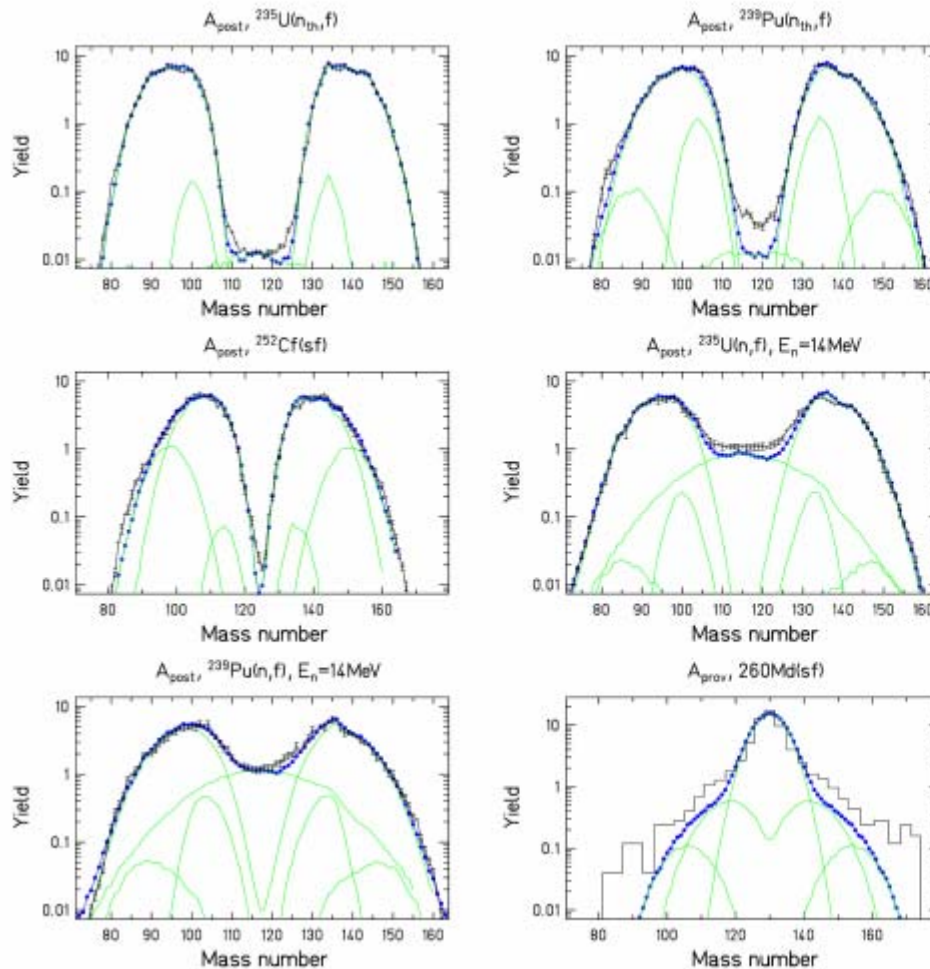 A_post, ²³⁵U(n_th,f)
Yield
10
1
0.1
0.01
80 90 100 110 120 130 140 150 160
Mass number
A_post, ²³⁹Pu(n_th,f)
Yield
10
1
0.1
0.01
80 90 100 110 120 130 140 150 160
Mass number
A_post, ²⁵²Cf(sf)
Yield
10
1
0.1
0.01
80 100 120 140 160
Mass number
A_post, ²³⁵U(n,f), E_n=14MeV
Yield
10
1
0.1
0.01
80 100 120 140 160
Mass number
A_post, ²³⁹Pu(n,f), E_n=14MeV
Yield
10
1
0.1
0.01
80 90 100 110 120 130 140 150 160
Mass number
A_prov, 260Md(sf)
Yield
10
1
0.1
0.01
80 100 120 140 160
Mass number